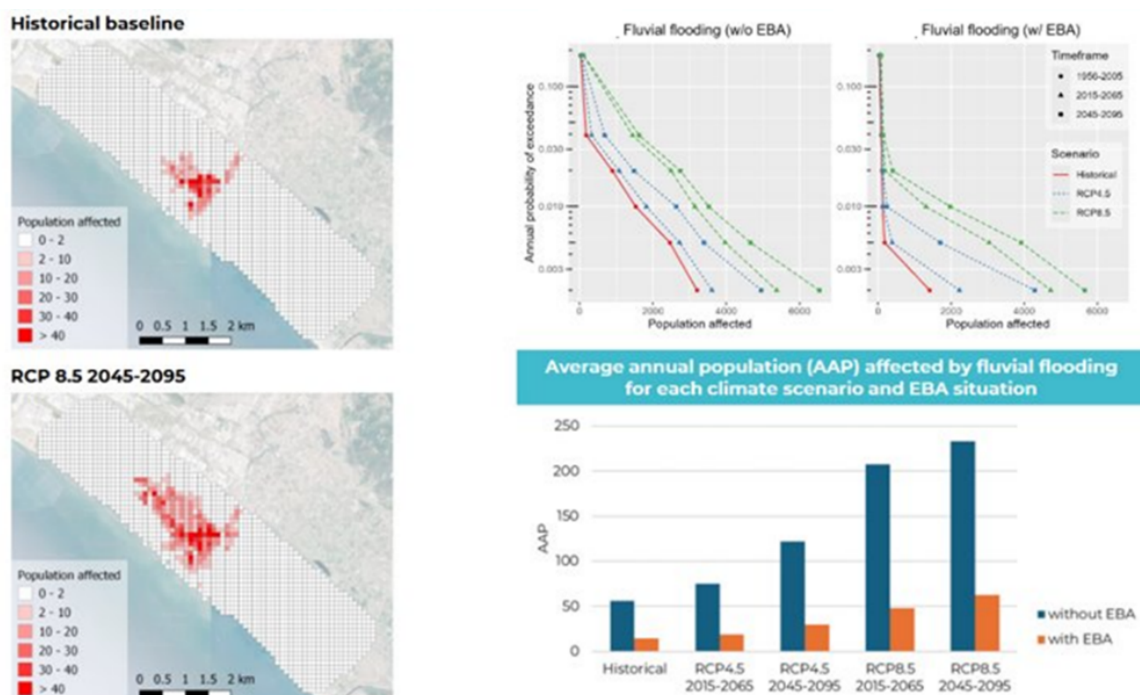 Historical baseline
Population affected
0 - 2
2 - 10
10 - 20
20 - 30
30 - 40
> 40
0 0.5 1 1.5 2 km
RCP 8.5 2045-2095
Population affected
0 - 2
2 - 10
10 - 20
20 - 30
30 - 40
> 40
0 0.5 1 1.5 2 km
Fluvial flooding (w/o EBA)
Fluvial flooding (w/ EBA)
Annual probability of exceedance
0.100
0.030
0.010
0.003
0 2000 4000 6000
Population affected
0.100
0.030
0.010
0.003
0 2000 4000 6000
Population affected
Timeframe
1956-2005
2015-2065
2045-2095
Scenario
Historical
RCP4.5
RCP8.5
Average annual population (AAP) affected by fluvial flooding
for each climate scenario and EBA situation
AAP
250
200
150
100
50
0
Historical RCP4.5 RCP4.5 RCP8.5 RCP8.5
2015-2065 2045-2095 2015-2065 2045-2095
without EBA
with EBA